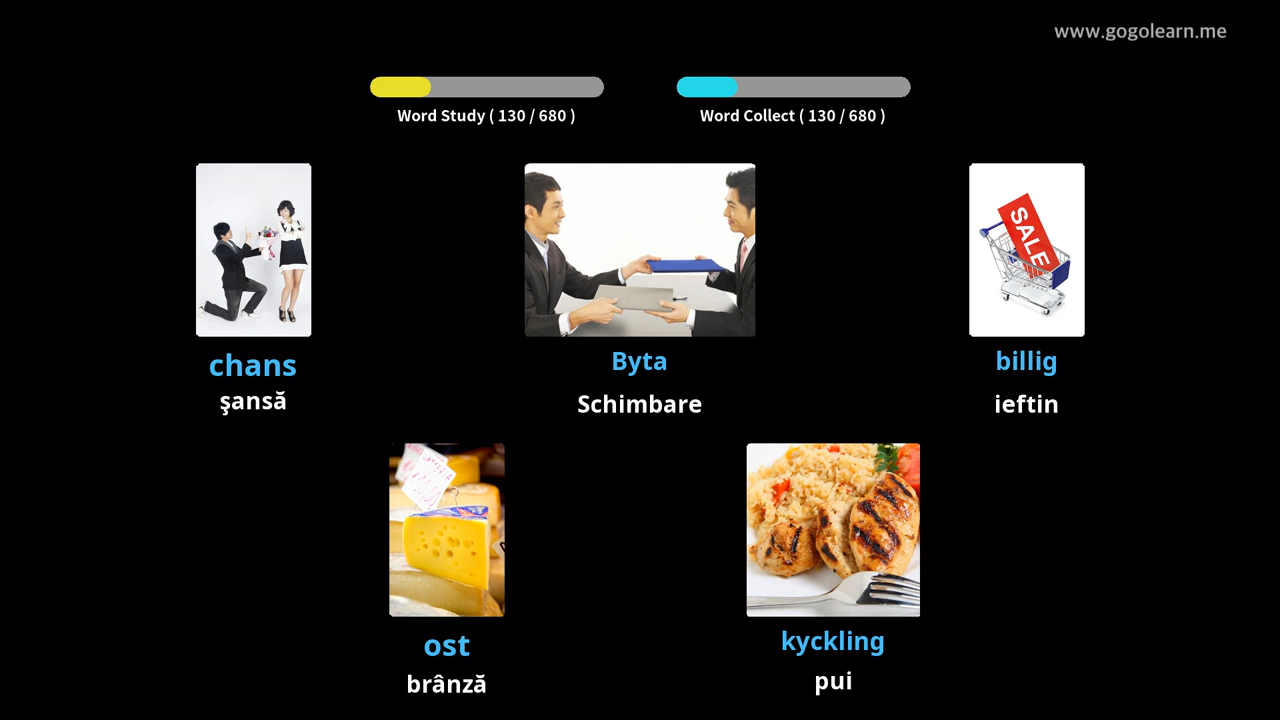 www.gogolearn.me
Word Study ( 130 / 680 )
Word Collect ( 130 / 680 )
SALE
chans
şansă
Byta
Schimbare
billig
ieftin
ost
brânză
kyckling
pui